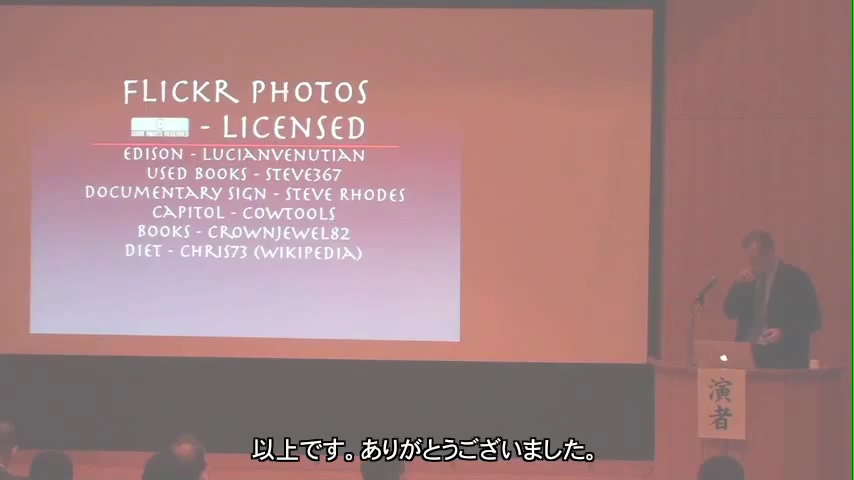 FLICKR PHOTOS
- LICENSED
EDISON - LUCIANVENUTIAN
USED BOOKS - STEVE367
DOCUMENTARY SIGN - STEVE RHODES
CAPITOL - COWTOOLS
BOOKS - CROWNJEWEL82
DIET - CHRIS73 (WIKIPEDIA)
演者
以上です。ありがとうございました。